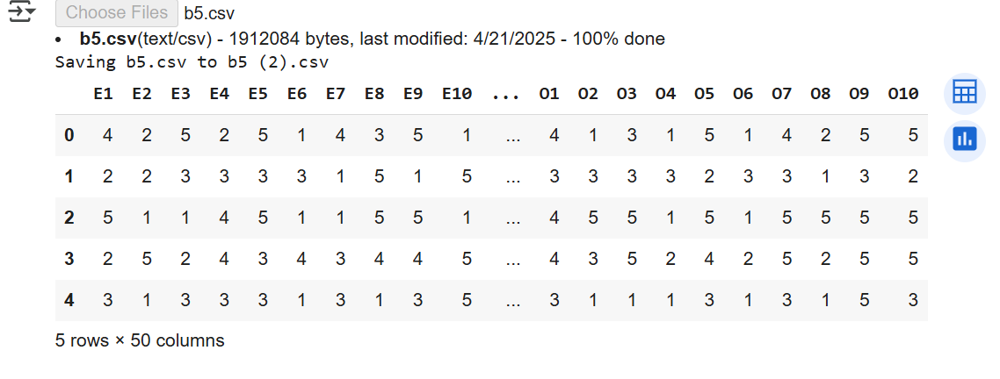 Choose Files b5.csv
• b5.csv(text/csv) - 1912084 bytes, last modified: 4/21/2025 - 100% done
Saving b5.csv to b5 (2).csv
E1 E2 E3 E4 E5 E6 E7 E8 E9 E10 ... O1 O2 O3 O4 O5 O6 O7 O8 O9 O10
0 4 2 5 2 5 1 4 3 5 1 ... 4 1 3 1 5 1 4 2 5 5
1 2 2 3 3 3 3 1 5 1 5 ... 3 3 3 3 2 3 3 1 3 2
2 5 1 1 4 5 1 1 5 5 1 ... 4 5 5 1 5 1 5 5 5 5
3 2 5 2 4 3 4 3 4 4 5 ... 4 3 5 2 4 2 5 2 5 5
4 3 1 3 3 3 1 3 1 3 5 ... 3 1 1 1 3 1 3 1 5 3
5 rows × 50 columns